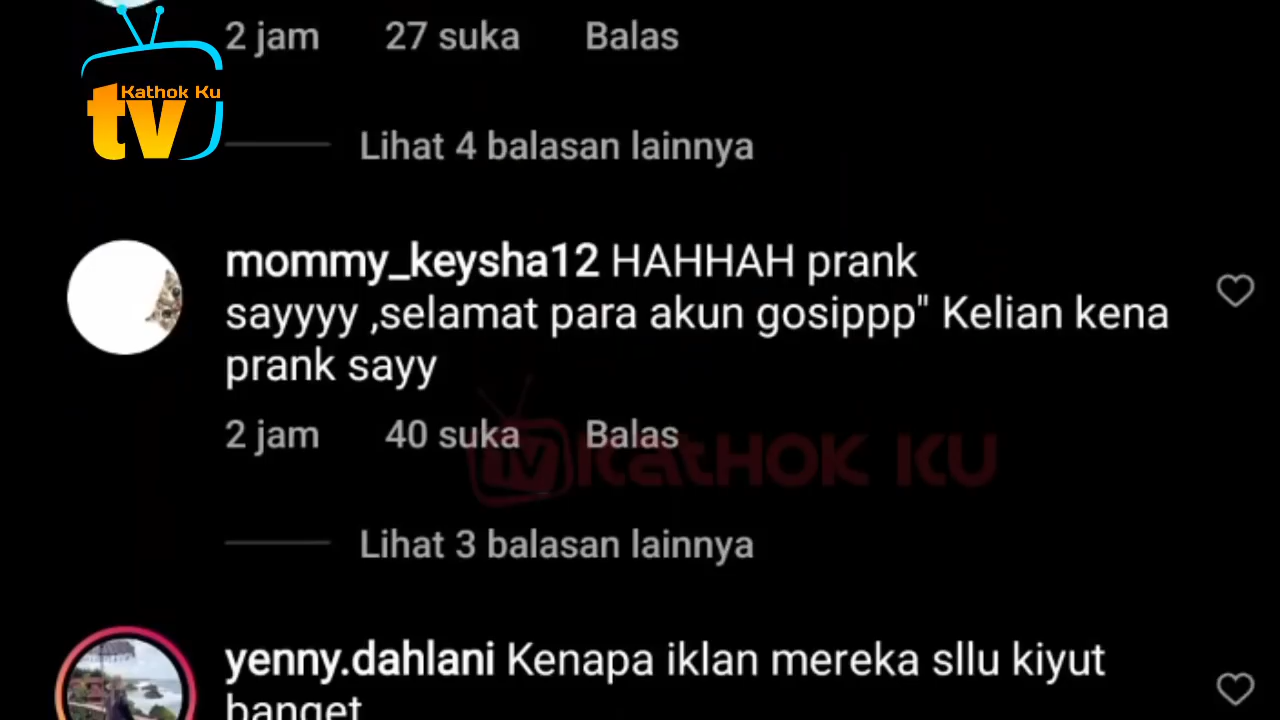 2 jam 27 suka Balas
Kathok Ku
tv
Lihat 4 balasan lainnya
mommy_keysha12 HAHHAH prank
sayyyy ,selamat para akun gosippp" Kelian kena
prank sayy
2 jam 40 suka Balas
tv Kathok Ku
Lihat 3 balasan lainnya
yenny.dahlani Kenapa iklan mereka sllu kiyut
banget